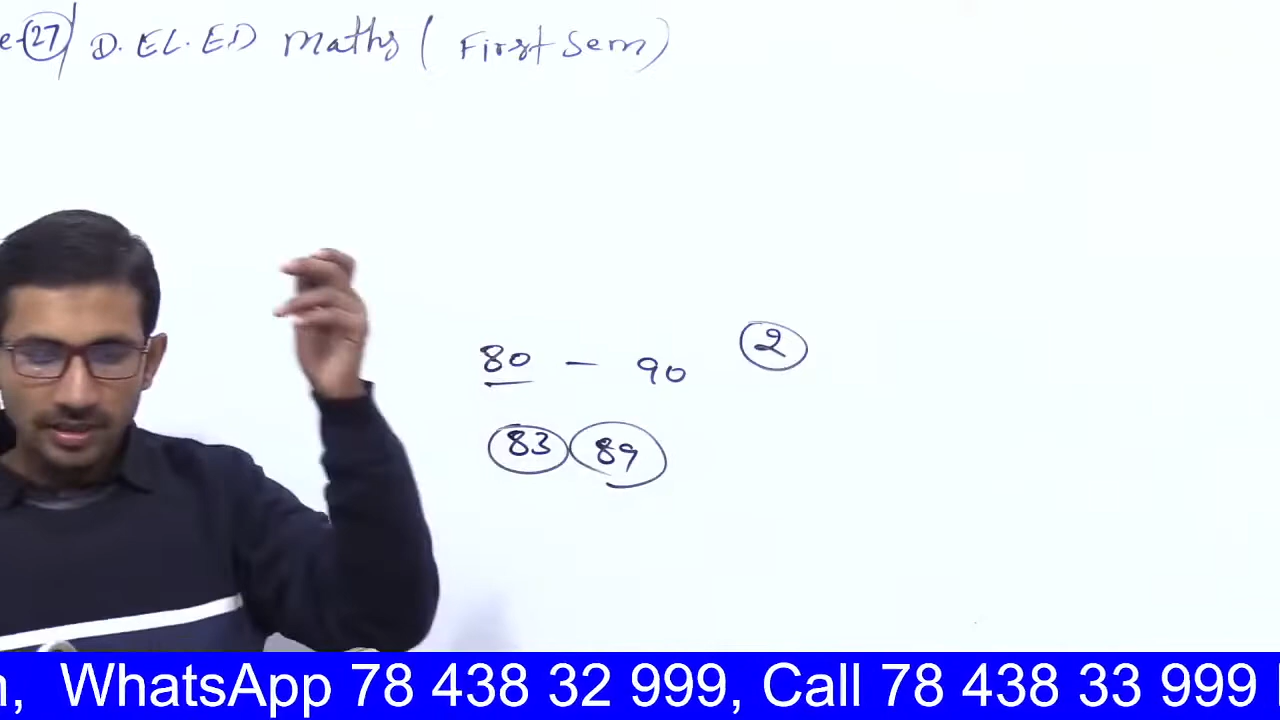 e-27 D.EL.ED Maths ( First Sem )
80 - 90 2
83 89
WhatsApp 78 438 32 999, Call 78 438 33 999